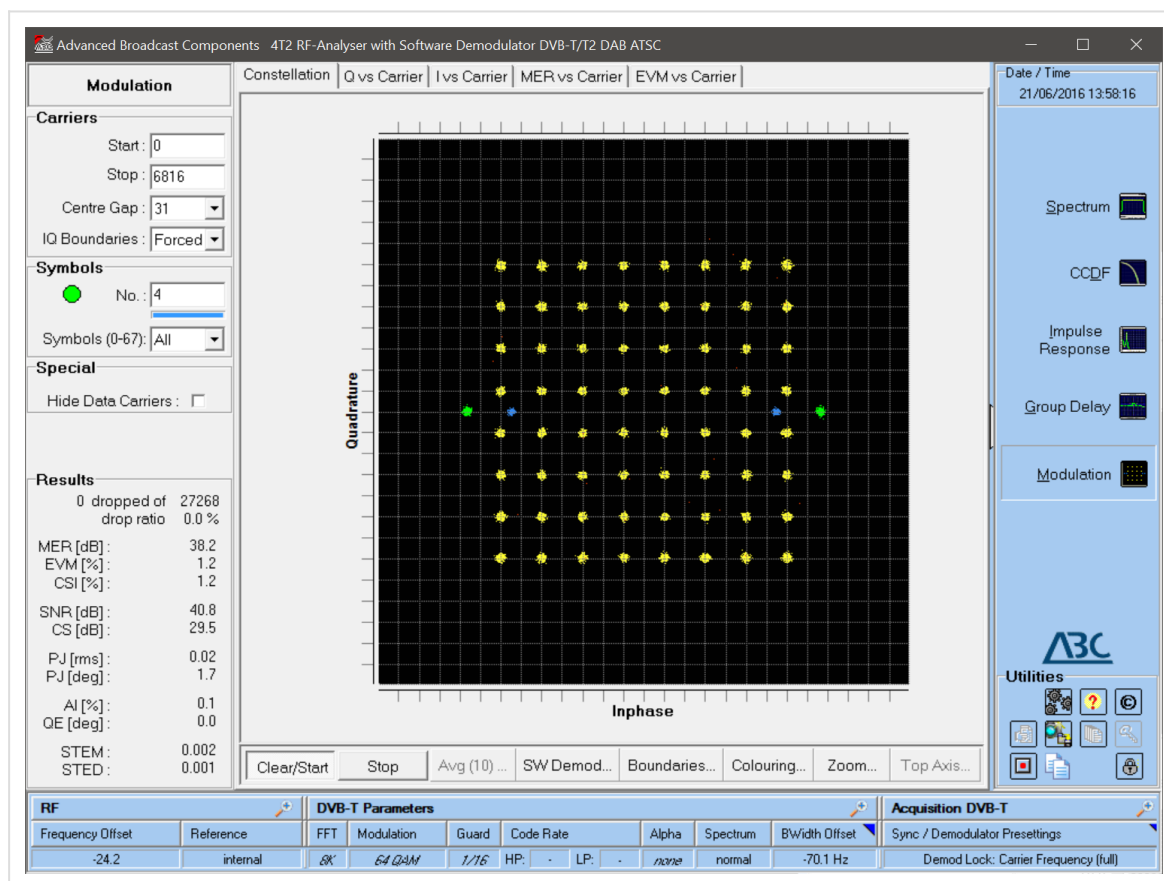 Advanced Broadcast Components 4T2 RF-Analyser with Software Demodulator DVB-T/T2 DAB ATSC
Modulation
Carriers
Start : 0
Stop : 6816
Centre Gap : 31
IQ Boundaries : Forced
Symbols
No. : 4
Symbols (0-67): All
Special
Hide Data Carriers :
Results
0 dropped of 27268
drop ratio 0.0 %
MER [dB] : 38.2
EVM [%] : 1.2
CSI [%] : 1.2
SNR [dB] : 40.8
CS [dB] : 29.5
PJ [rms] : 0.02
PJ [deg] : 1.7
AI [%] : 0.1
QE [deg] : 0.0
STEM : 0.002
STED : 0.001
Constellation Q vs Carrier I vs Carrier MER vs Carrier EVM vs Carrier
Quadrature
Inphase
Clear/Start Stop Avg (10) ... SW Demod... Boundaries... Colouring... Zoom... Top Axis...
Date / Time
21/06/2016 13:58:16
Spectrum
CCDF
Impulse
Response
Group Delay
Modulation
ABC
Utilities
RF DVB-T Parameters Acquisition DVB-T
Frequency Offset Reference FFT Modulation Guard Code Rate Alpha Spectrum BWidth Offset Sync / Demodulator Presettings
-24.2 internal 8K 64 QAM 1/16 HP: - LP: - none normal -70.1 Hz Demod Lock: Carrier Frequency (full)